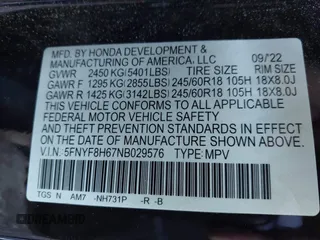 MFD. BY HONDA DEVELOPMENT &
MANUFACTURING OF AMERICA, LLC 09/22
GVWR 2450 KG(5401LBS) TIRE SIZE RIM SIZE
GAWR F 1295 KG(2855LBS) 245/60R18 105H 18X8.0J
GAWR R 1425 KG(3142LBS) 245/60R18 105H 18X8.0J
THIS VEHICLE CONFORMS TO ALL APPLICABLE
FEDERAL MOTOR VEHICLE SAFETY STANDARDS IN EFFECT
ON THE DATE OF MANUFACTURE SHOWN ABOVE.
5FNYF8H67NB029576 TYPE:MPV
TGS N AM7 -NH731P -R -B